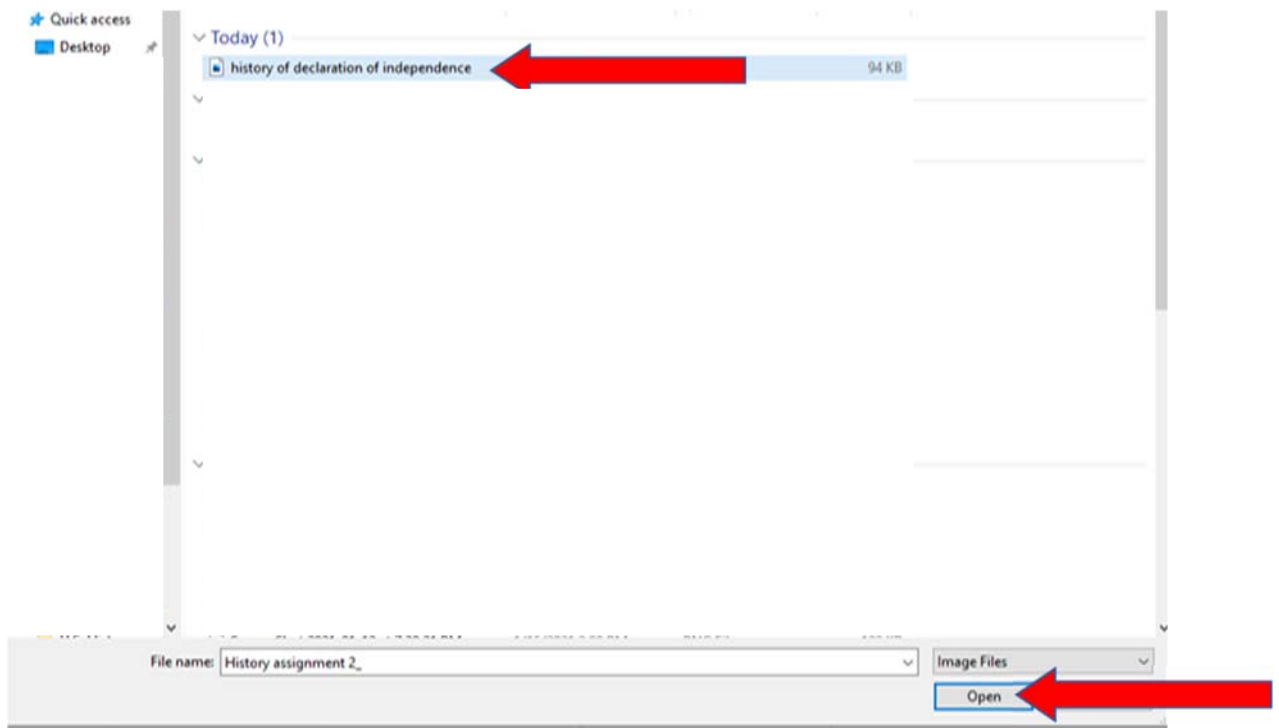 Quick access
Desktop
Today (1)
history of declaration of independence 94 KB
File name: History assignment 2_ Image Files
Open